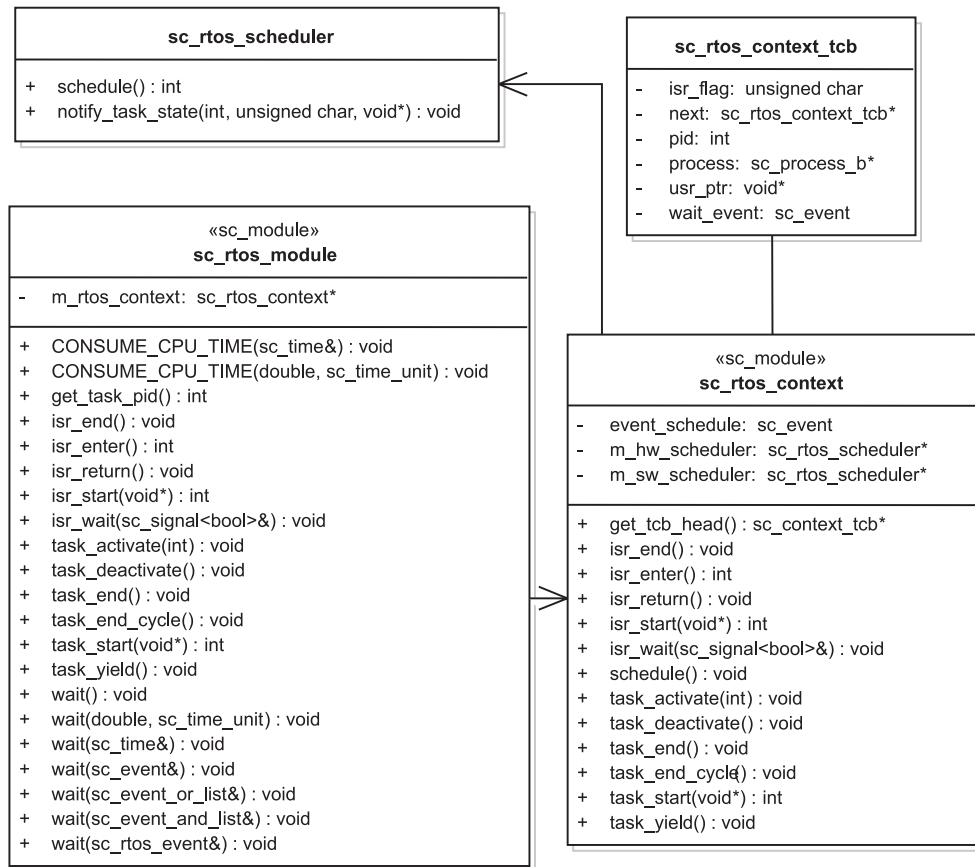 sc_rtos_scheduler
+ schedule() : int
+ notify_task_state(int, unsigned char, void*) : void
sc_rtos_context_tcb
- isr_flag: unsigned char
- next: sc_rtos_context_tcb*
- pid: int
- process: sc_process_b*
- usr_ptr: void*
- wait_event: sc_event
«sc_module»
sc_rtos_module
- m_rtos_context: sc_rtos_context*
+ CONSUME_CPU_TIME(sc_time&) : void
+ CONSUME_CPU_TIME(double, sc_time_unit) : void
+ get_task_pid() : int
+ isr_end() : void
+ isr_enter() : int
+ isr_return() : void
+ isr_start(void*) : int
+ isr_wait(sc_signal<bool>&) : void
+ task_activate(int) : void
+ task_deactivate() : void
+ task_end() : void
+ task_end_cycle() : void
+ task_start(void*) : int
+ task_yield() : void
+ wait() : void
+ wait(double, sc_time_unit) : void
+ wait(sc_time&) : void
+ wait(sc_event&) : void
+ wait(sc_event_or_list&) : void
+ wait(sc_event_and_list&) : void
+ wait(sc_rtos_event&) : void
«sc_module»
sc_rtos_context
- event_schedule: sc_event
- m_hw_scheduler: sc_rtos_scheduler*
- m_sw_scheduler: sc_rtos_scheduler*
+ get_tcb_head() : sc_context_tcb*
+ isr_end() : void
+ isr_enter() : int
+ isr_return() : void
+ isr_start(void*) : int
+ isr_wait(sc_signal<bool>&) : void
+ schedule() : void
+ task_activate(int) : void
+ task_deactivate() : void
+ task_end() : void
+ task_end_cycle() : void
+ task_start(void*) : int
+ task_yield() : void